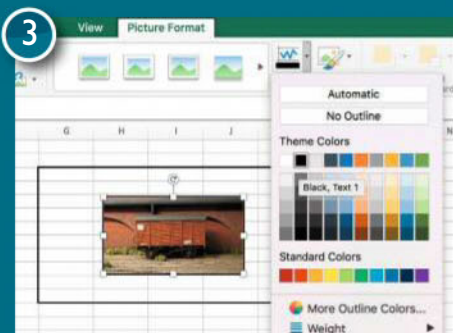 3
View Picture Format
Automatic
No Outline
G H I J N
Theme Colors
Black, Text 1
Standard Colors
More Outline Colors...
Weight